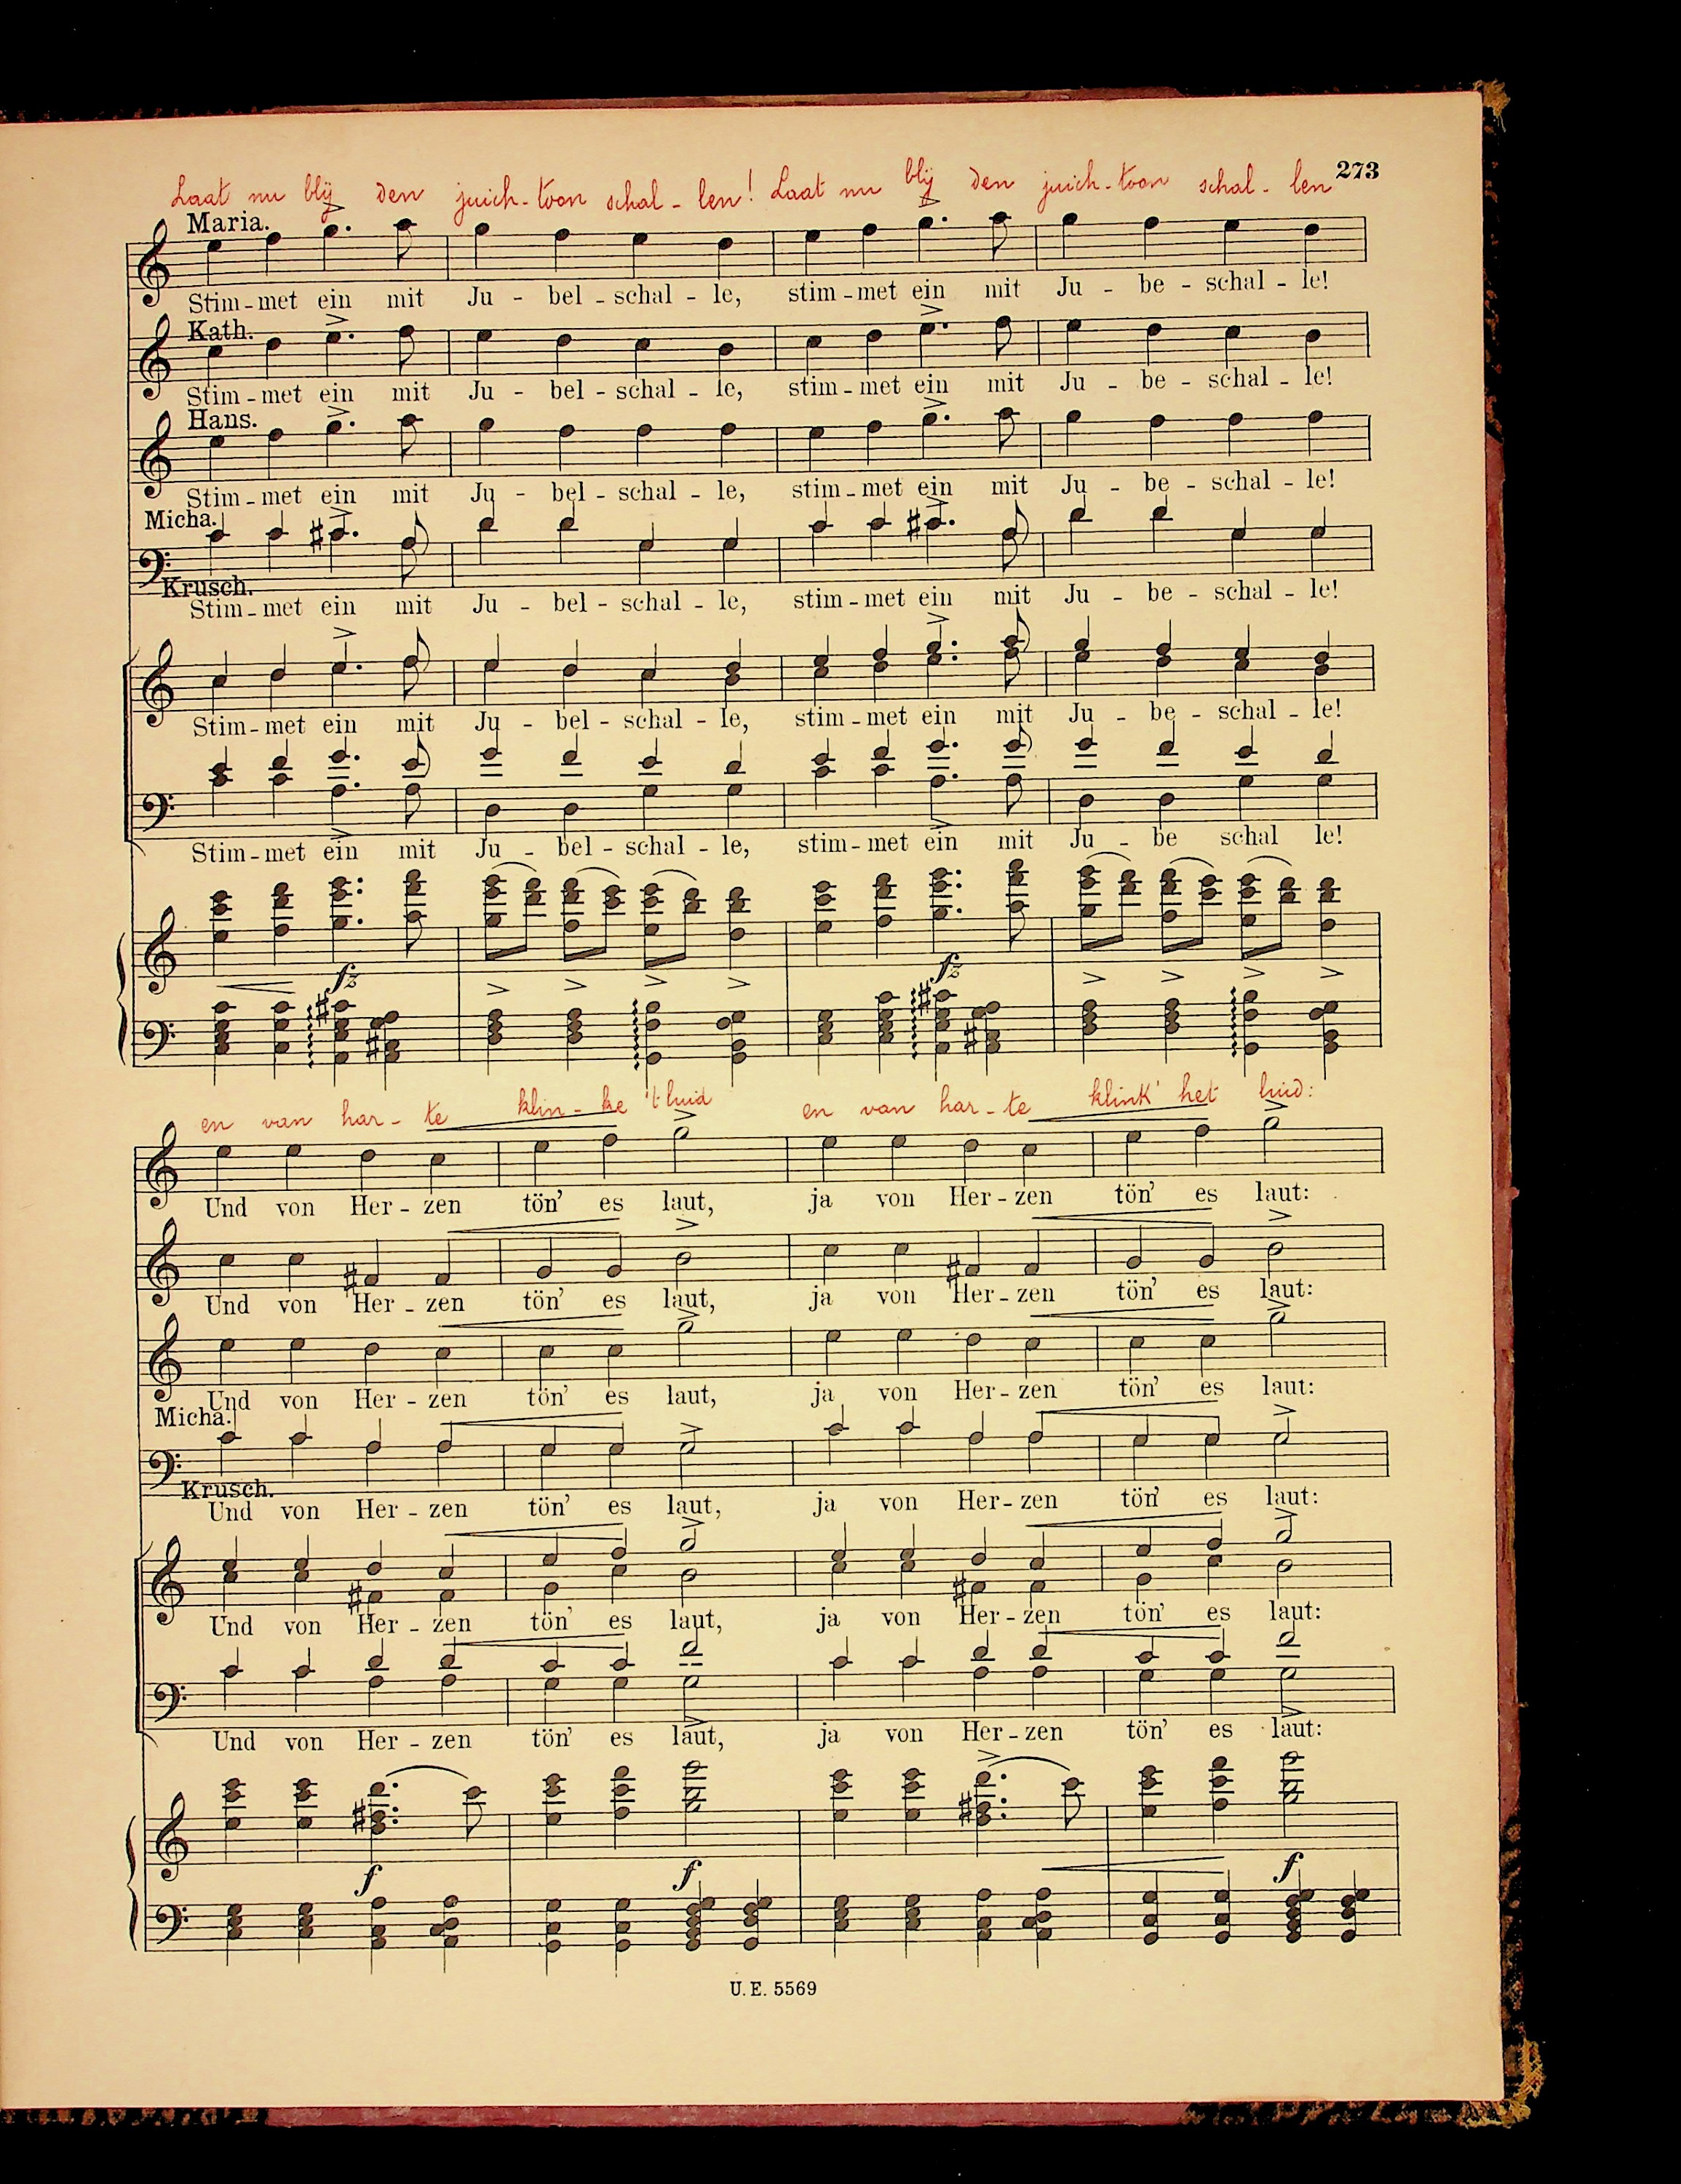 273
Laat nu blij den juich-toon schal-len! Laat nu blij den juich-toon schal-len
Maria.
Stim-met ein mit Ju - bel-schal-le, stim-met ein mit Ju - be-schal-le!
Kath.
Stim-met ein mit Ju - bel-schal-le, stim-met ein mit Ju - be-schal-le!
Hans.
Stim-met ein mit Ju - bel-schal-le, stim-met ein mit Ju - be-schal-le!
Micha.
Krusch.
Stim-met ein mit Ju - bel-schal-le, stim-met ein mit Ju - be-schal-le!
Stim-met ein mit Ju - bel-schal-le, stim-met ein mit Ju - be-schal-le!
Stim-met ein mit Ju - bel-schal-le, stim-met ein mit Ju - be schal le!
fz fz
en van har-te klin-ke 't luid en van har-te klink' het luid:
Und von Her-zen tön' es laut, ja von Her-zen tön' es laut:
Und von Her-zen tön' es laut, ja von Her-zen tön' es laut:
Und von Her-zen tön' es laut, ja von Her-zen tön' es laut:
Micha.
Krusch.
Und von Her-zen tön' es laut, ja von Her-zen tön' es laut:
Und von Her-zen tön' es laut, ja von Her-zen tön' es laut:
Und von Her-zen tön' es laut, ja von Her-zen tön' es laut:
f f f
U. E. 5569